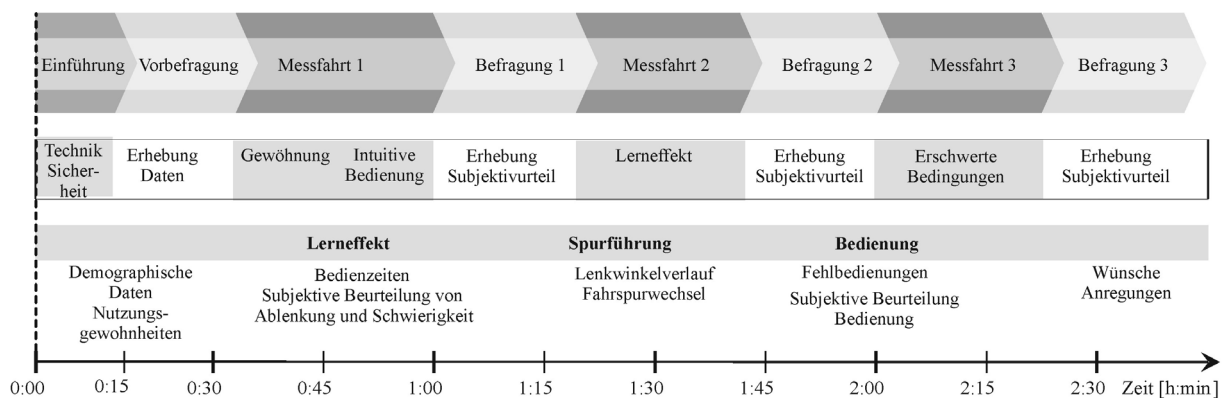 Einführung Vorbefragung Messfahrt 1 Befragung 1 Messfahrt 2 Befragung 2 Messfahrt 3 Befragung 3
Technik
Sicher-
heit
Erhebung
Daten
Gewöhnung
Intuitive
Bedienung
Erhebung
Subjektivurteil
Lerneffekt
Erhebung
Subjektivurteil
Erschwerte
Bedingungen
Erhebung
Subjektivurteil
Lerneffekt Spurführung Bedienung
Demographische
Daten
Nutzungs-
gewohnheiten
Bedienzeiten
Subjektive Beurteilung von
Ablenkung und Schwierigkeit
Lenkwinkelverlauf
Fahrspurwechsel
Fehlbedienungen
Subjektive Beurteilung
Bedienung
Wünsche
Anregungen
0:00 0:15 0:30 0:45 1:00 1:15 1:30 1:45 2:00 2:15 2:30 Zeit [h:min]